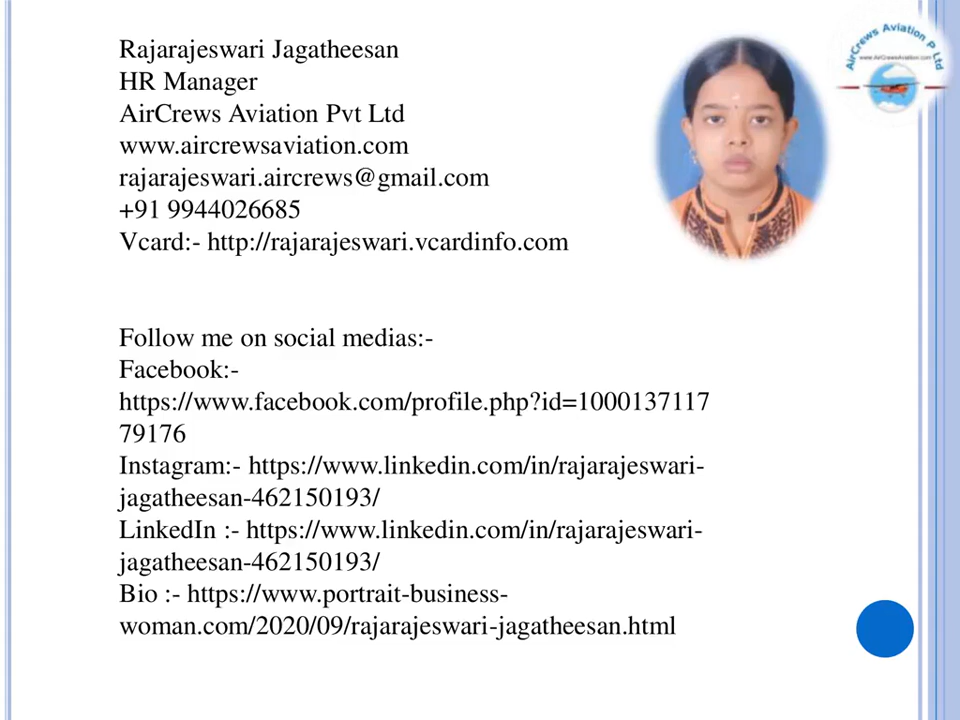 Rajarajeswari Jagatheesan
HR Manager
AirCrews Aviation Pvt Ltd
www.aircrewsaviation.com
rajarajeswari.aircrews@gmail.com
+91 9944026685
Vcard:- http://rajarajeswari.vcardinfo.com
AirCrews Aviation P Ltd
www.AirCrewsAviation.com
Follow me on social medias:-
Facebook:-
https://www.facebook.com/profile.php?id=1000137117
79176
Instagram:- https://www.linkedin.com/in/rajarajeswari-
jagatheesan-462150193/
LinkedIn :- https://www.linkedin.com/in/rajarajeswari-
jagatheesan-462150193/
Bio :- https://www.portrait-business-
woman.com/2020/09/rajarajeswari-jagatheesan.html